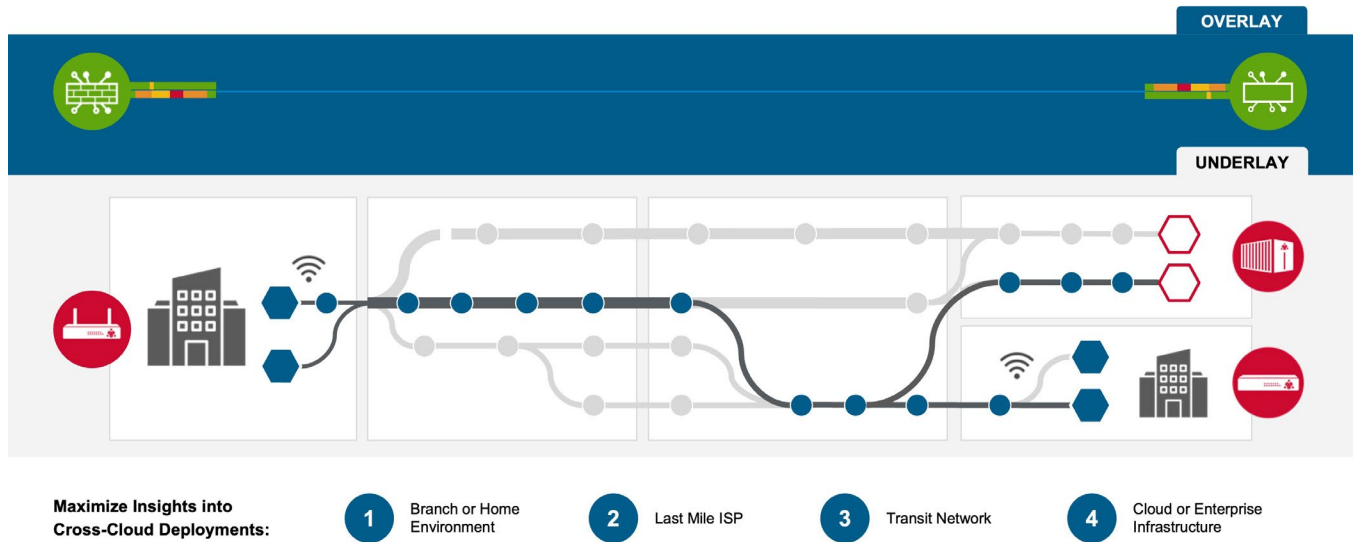 OVERLAY
UNDERLAY
Maximize Insights into
Cross-Cloud Deployments:
1
Branch or Home
Environment
2
Last Mile ISP
3
Transit Network
4
Cloud or Enterprise
Infrastructure